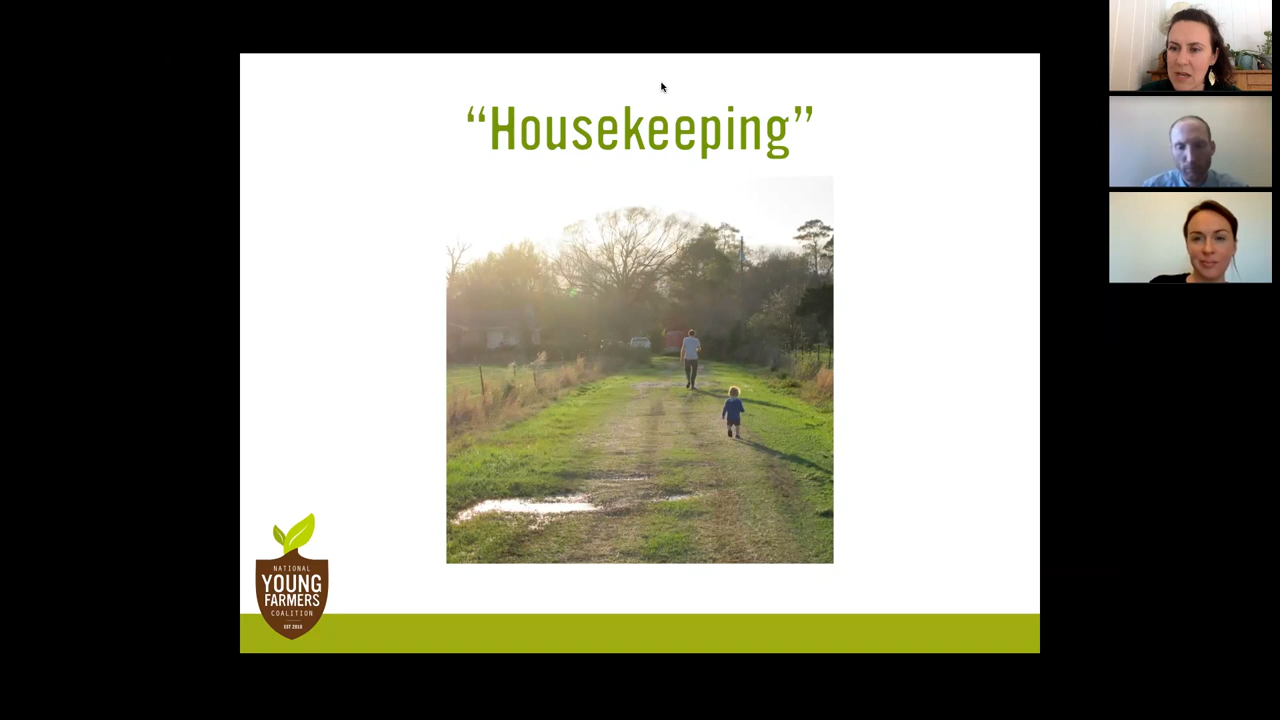 “Housekeeping”
NATIONAL
YOUNG
FARMERS
COALITION
EST 2010